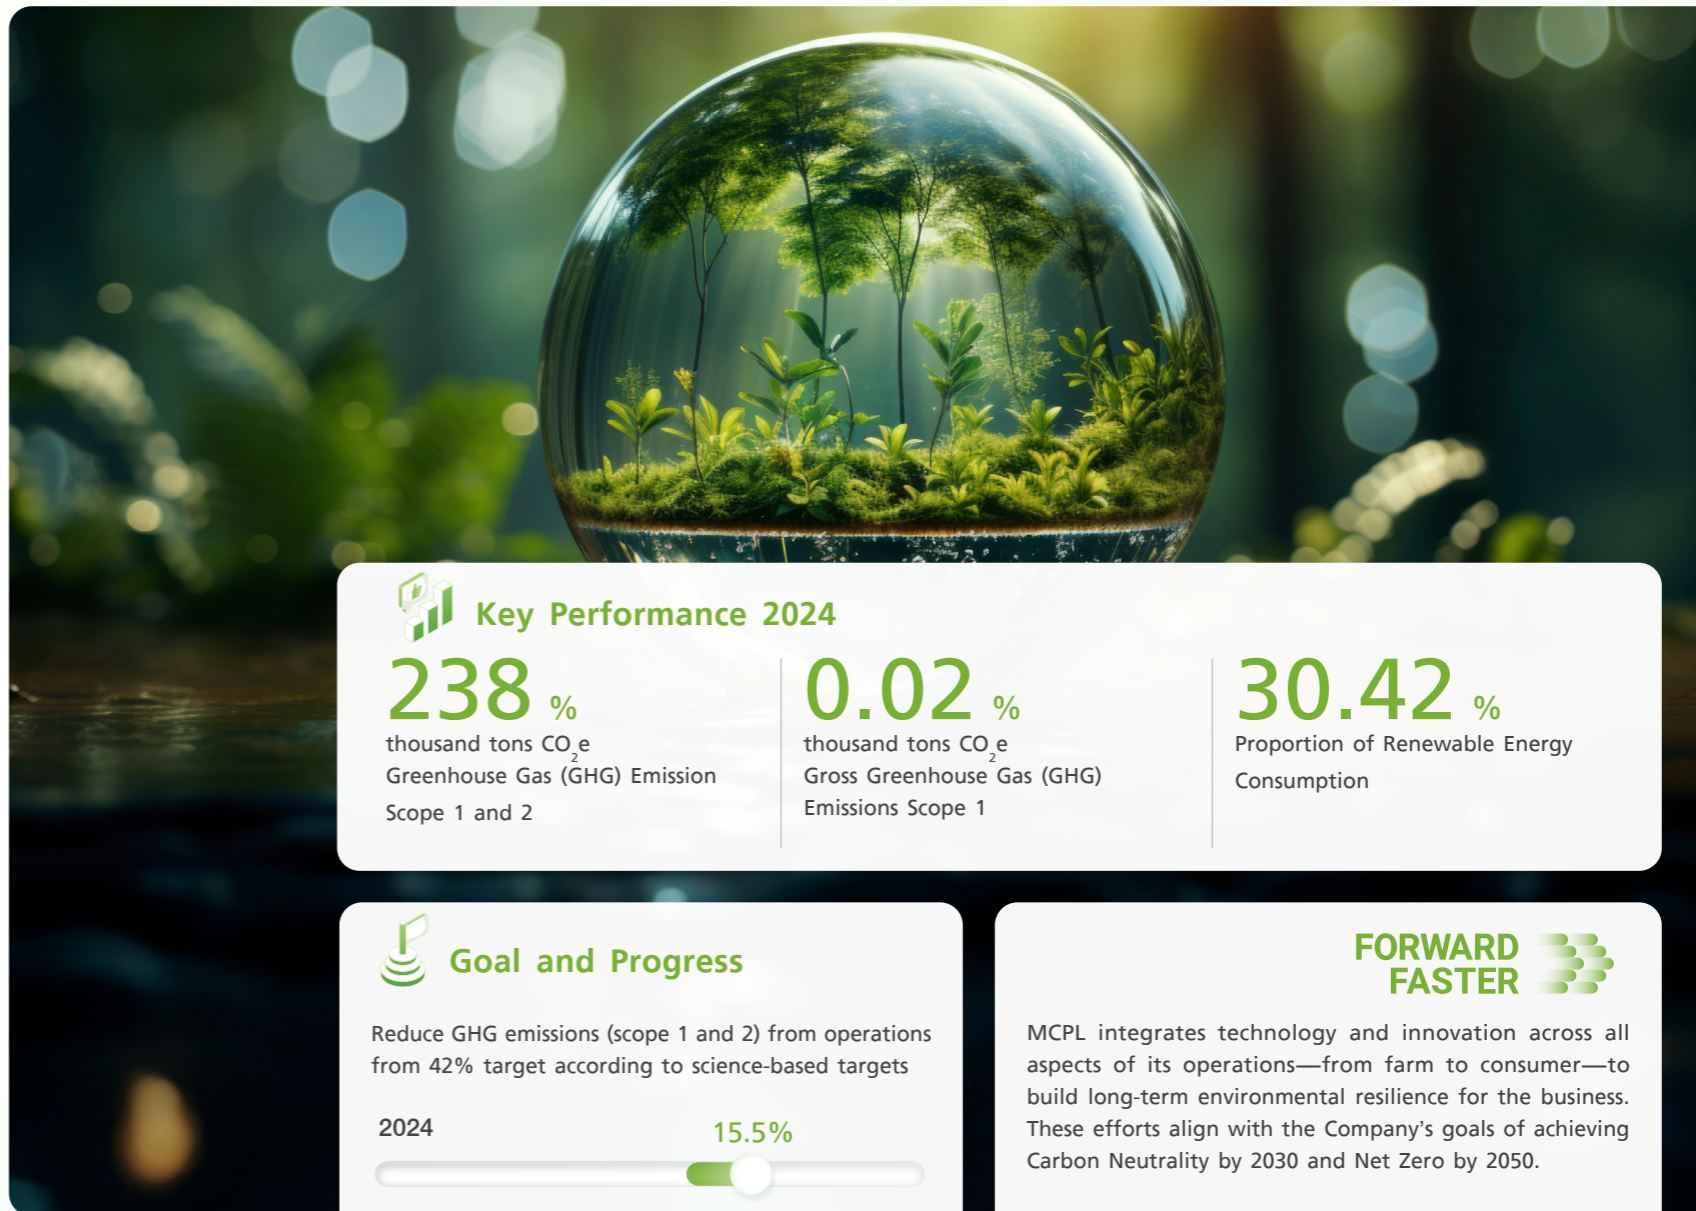 Key Performance 2024
238 %
thousand tons CO2e
Greenhouse Gas (GHG) Emission
Scope 1 and 2
0.02 %
thousand tons CO2e
Gross Greenhouse Gas (GHG)
Emissions Scope 1
30.42 %
Proportion of Renewable Energy
Consumption
Goal and Progress
Reduce GHG emissions (scope 1 and 2) from operations
from 42% target according to science-based targets
2024
15.5%
FORWARD
FASTER
MCPL integrates technology and innovation across all
aspects of its operations—from farm to consumer—to
build long-term environmental resilience for the business.
These efforts align with the Company’s goals of achieving
Carbon Neutrality by 2030 and Net Zero by 2050.